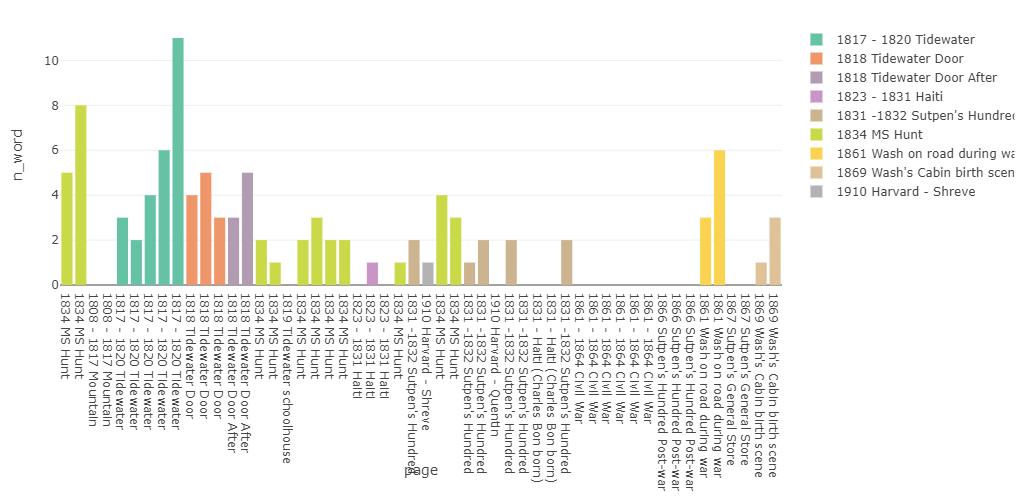 n_word
10
8
6
4
2
0
1834 MS Hunt
1834 MS Hunt
1808 - 1817 Mountain
1808 - 1817 Mountain
1817 - 1820 Tidewater
1817 - 1820 Tidewater
1817 - 1820 Tidewater
1817 - 1820 Tidewater
1817 - 1820 Tidewater
1818 Tidewater Door
1818 Tidewater Door
1818 Tidewater Door
1818 Tidewater Door After
1818 Tidewater Door After
1834 MS Hunt
1834 MS Hunt
1819 Tidewater schoolhouse
1834 MS Hunt
1834 MS Hunt
1834 MS Hunt
1834 MS Hunt
1823 - 1831 Haiti
1823 - 1831 Haiti
1823 - 1831 Haiti
1834 MS Hunt
1831 -1832 Sutpen's Hundred
1910 Harvard - Shreve
1834 MS Hunt
1834 MS Hunt
1831 -1832 Sutpen's Hundred
1831 -1832 Sutpen's Hundred
1910 Harvard - Quentin
1831 -1832 Sutpen's Hundred
1831 -1832 Sutpen's Hundred
1831 - Haiti (Charles Bon born)
1831 - Haiti (Charles Bon born)
1831 -1832 Sutpen's Hundred
1861 - 1864 Civil War
1861 - 1864 Civil War
1861 - 1864 Civil War
1861 - 1864 Civil War
1861 - 1864 Civil War
1861 - 1864 Civil War
1866 Sutpen's Hundred Post-war
1866 Sutpen's Hundred Post-war
1866 Sutpen's Hundred Post-war
1861 Wash on road during war
1861 Wash on road during war
1867 Sutpen's General Store
1867 Sutpen's General Store
1869 Wash's Cabin birth scene
1869 Wash's Cabin birth scene
page
1817 - 1820 Tidewater
1818 Tidewater Door
1818 Tidewater Door After
1823 - 1831 Haiti
1831 -1832 Sutpen's Hundre
1834 MS Hunt
1861 Wash on road during wa
1869 Wash's Cabin birth scen
1910 Harvard - Shreve